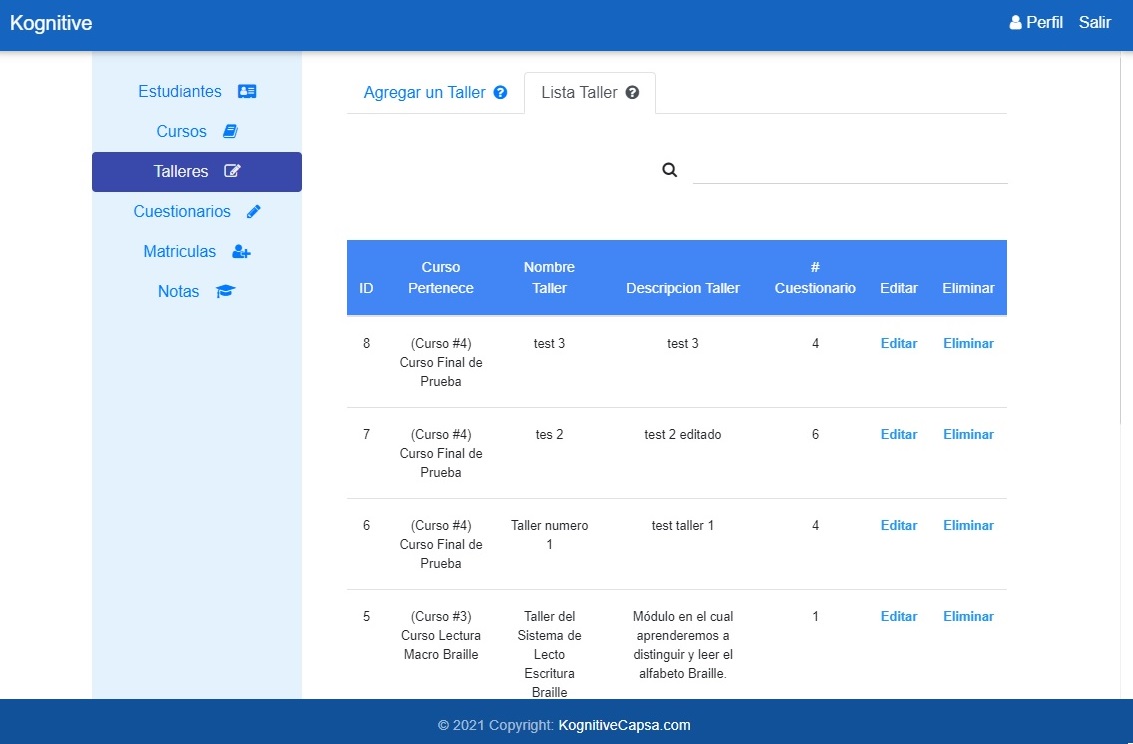 Kognitive
Perfil Salir
Estudiantes
Cursos
Talleres
Cuestionarios
Matriculas
Notas
Agregar un Taller
Lista Taller
ID Curso Pertenece Nombre Taller Descripcion Taller # Cuestionario Editar Eliminar
8 (Curso #4) test 3 test 3 4 Editar Eliminar
Curso Final de
Prueba
7 (Curso #4) tes 2 test 2 editado 6 Editar Eliminar
Curso Final de
Prueba
6 (Curso #4) Taller numero test taller 1 4 Editar Eliminar
Curso Final de 1
Prueba
5 (Curso #3) Taller del Módulo en el cual 1 Editar Eliminar
Curso Lectura Sistema de aprenderemos a
Macro Braille Lecto distinguir y leer el
Escritura alfabeto Braille.
Braille
© 2021 Copyright: KognitiveCapsa.com